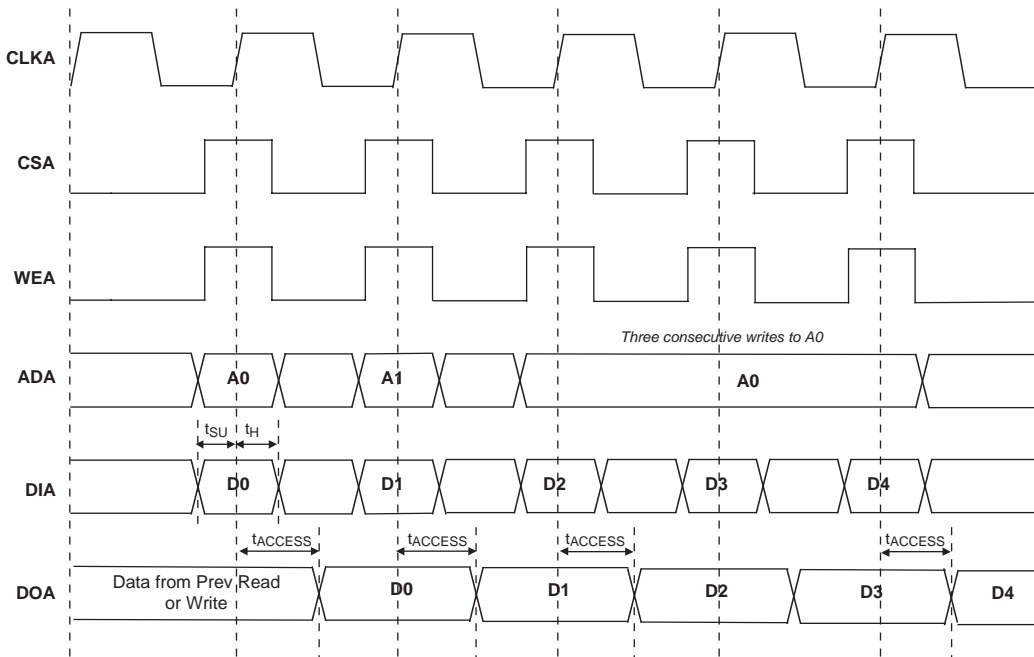 CLKA
CSA
WEA
Three consecutive writes to A0
ADA
A0
A1
A0
tSU
tH
DIA
D0
D1
D2
D3
D4
tACCESS
tACCESS
tACCESS
tACCESS
DOA
Data from Prev Read
or Write
D0
D1
D2
D3
D4